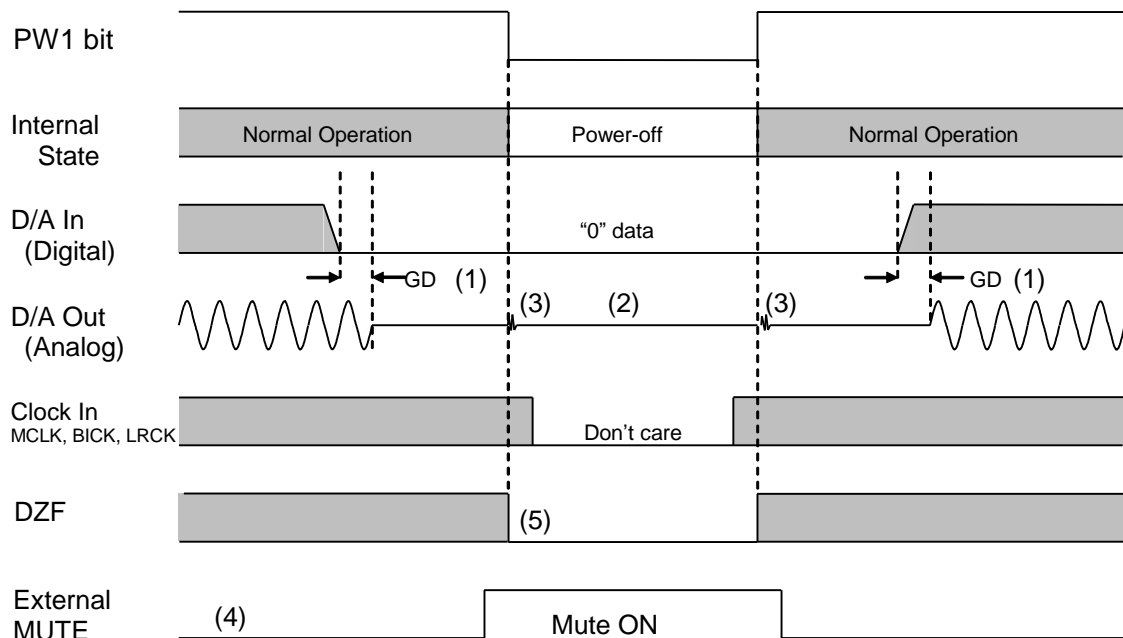 PW1 bit
Internal
State
Normal Operation
Power-off
Normal Operation
D/A In
(Digital)
“0” data
GD (1)
GD (1)
D/A Out
(Analog)
(3)
(2)
(3)
Clock In
MCLK, BICK, LRCK
Don’t care
DZF
(5)
External
MUTE
(4)
Mute ON